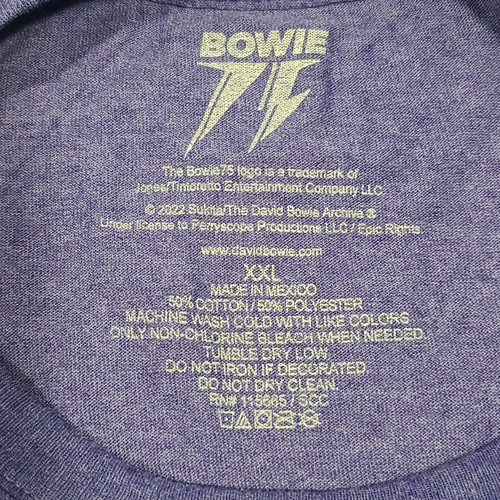 BOWIE
75
The Bowie75 logo is a trademark of
Jones/Tintoretto Entertainment Company LLC
© 2022 Sukita/The David Bowie Archive ®
Under license to Perryscope Productions LLC / Epic Rights
www.davidbowie.com
XXL
MADE IN MEXICO
50% COTTON / 50% POLYESTER
MACHINE WASH COLD WITH LIKE COLORS
ONLY NON-CHLORINE BLEACH WHEN NEEDED.
TUMBLE DRY LOW
DO NOT IRON IF DECORATED
DO NOT DRY CLEAN.
RN# 115665 / SCC